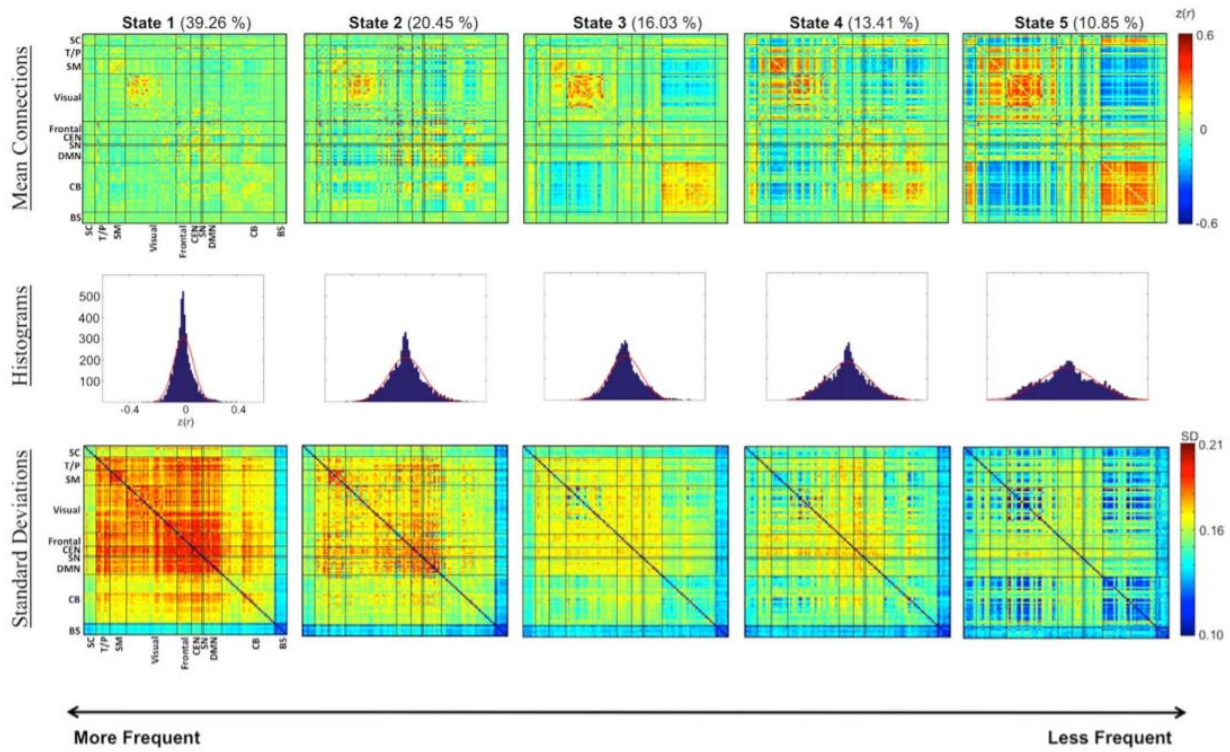 State 1 (39.26 %)
State 2 (20.45 %)
State 3 (16.03 %)
State 4 (13.41 %)
State 5 (10.85 %)
z(r)
Mean Connections
SC
T/P
SM
Visual
Frontal
CEN
SN
DMN
CB
BS
SC
T/P
SM
Visual
Frontal
CEN
SN
DMN
CB
BS
0.6
0
-0.6
Histograms
500
400
300
200
100
-0.4
0
0.4
z(r)
Standard Deviations
SC
T/P
SM
Visual
Frontal
CEN
SN
DMN
CB
BS
SC
T/P
SM
Visual
Frontal
CEN
SN
DMN
CB
BS
SD
0.21
0.16
0.10
More Frequent
Less Frequent